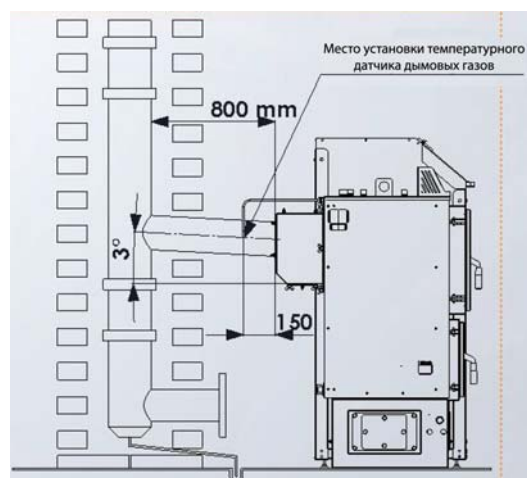 Место установки температурного
датчика дымовых газов
800 mm
3°
150